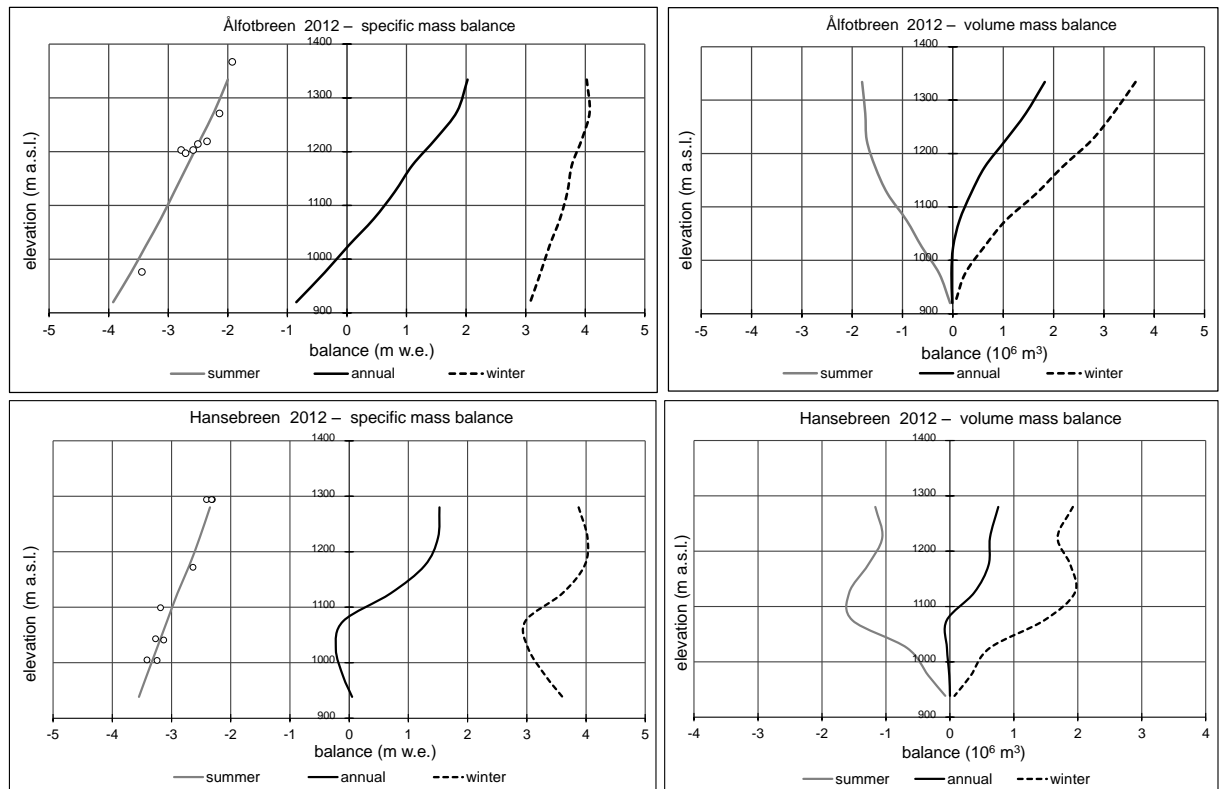 Ålfotbreen 2012 – specific mass balance
1400
1300
1200
1100
1000
900
elevation (m a.s.l.)
-5 -4 -3 -2 -1 0 1 2 3 4 5
balance (m w.e.)
summer annual winter
Ålfotbreen 2012 – volume mass balance
1400
1300
1200
1100
1000
900
elevation (m a.s.l.)
-5 -4 -3 -2 -1 0 1 2 3 4 5
balance (10⁶ m³)
summer annual winter
Hansebreen 2012 – specific mass balance
1400
1300
1200
1100
1000
900
elevation (m a.s.l.)
-5 -4 -3 -2 -1 0 1 2 3 4 5
balance (m w.e.)
summer annual winter
Hansebreen 2012 – volume mass balance
1400
1300
1200
1100
1000
900
elevation (m a.s.l.)
-4 -3 -2 -1 0 1 2 3 4
balance (10⁶ m³)
summer annual winter